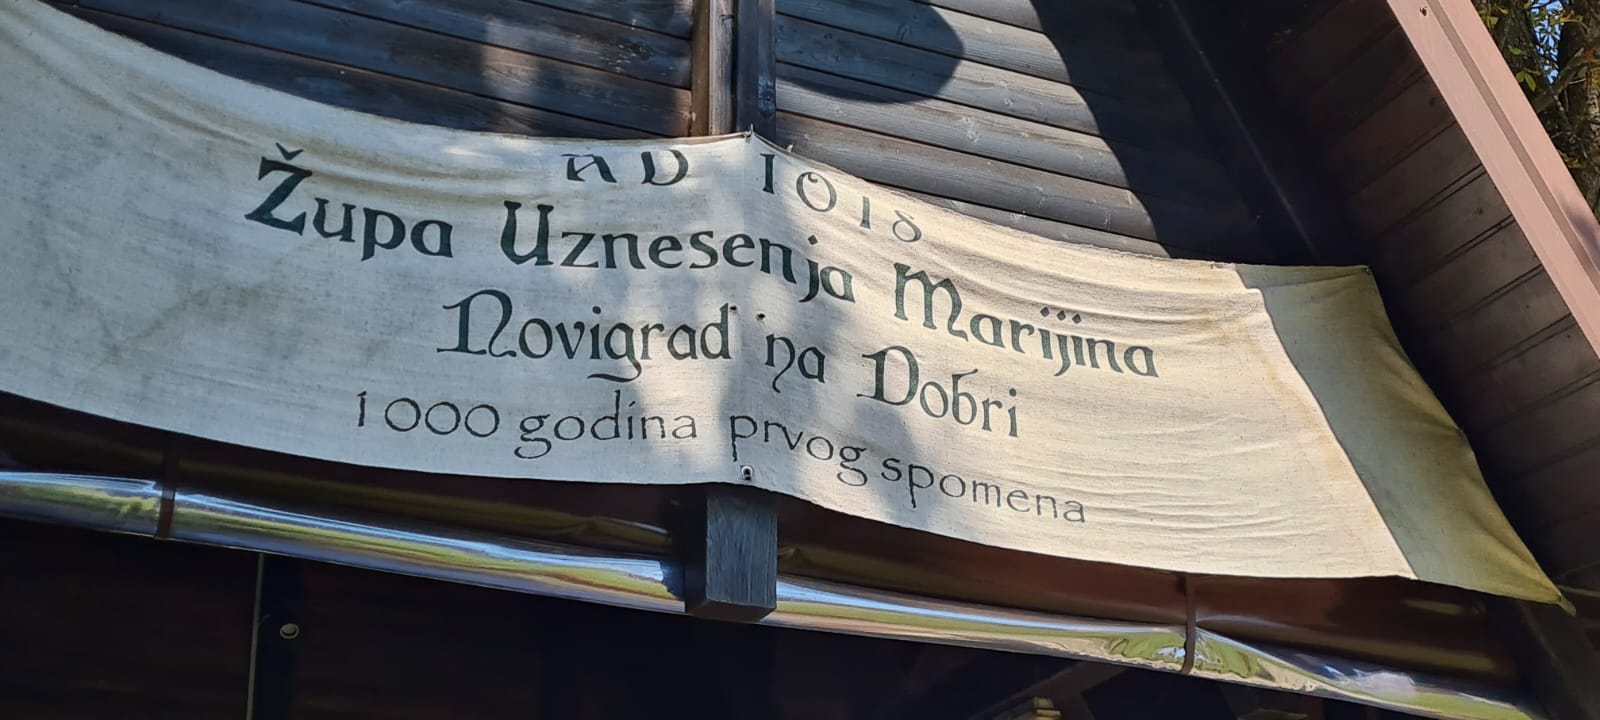 AD 1018
Župa Uznesenja Marijina
Novigrad na Dobri
1000 godina prvog spomena